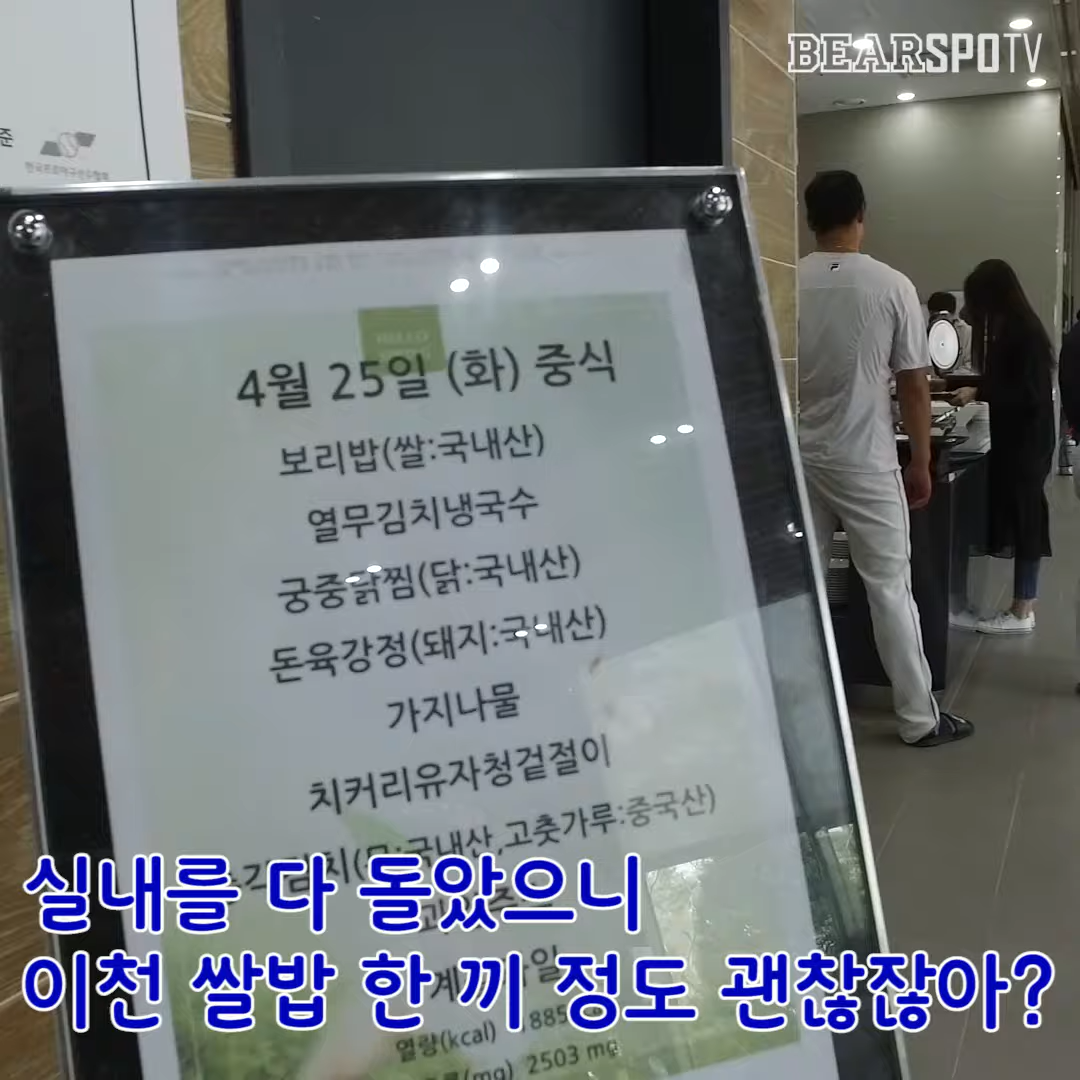 BEARSPOTV
준
4월 25일 (화) 중식
보리밥(쌀:국내산)
열무김치냉국수
궁중닭찜(닭:국내산)
돈육강정(돼지:국내산)
가지나물
치커리유자청겉절이
국내산,고춧가루:중국산)
열량(kcal)
2503 mg
실내를 다 돌았으니
이천 쌀밥 한 끼 정도 괜찮잖아?